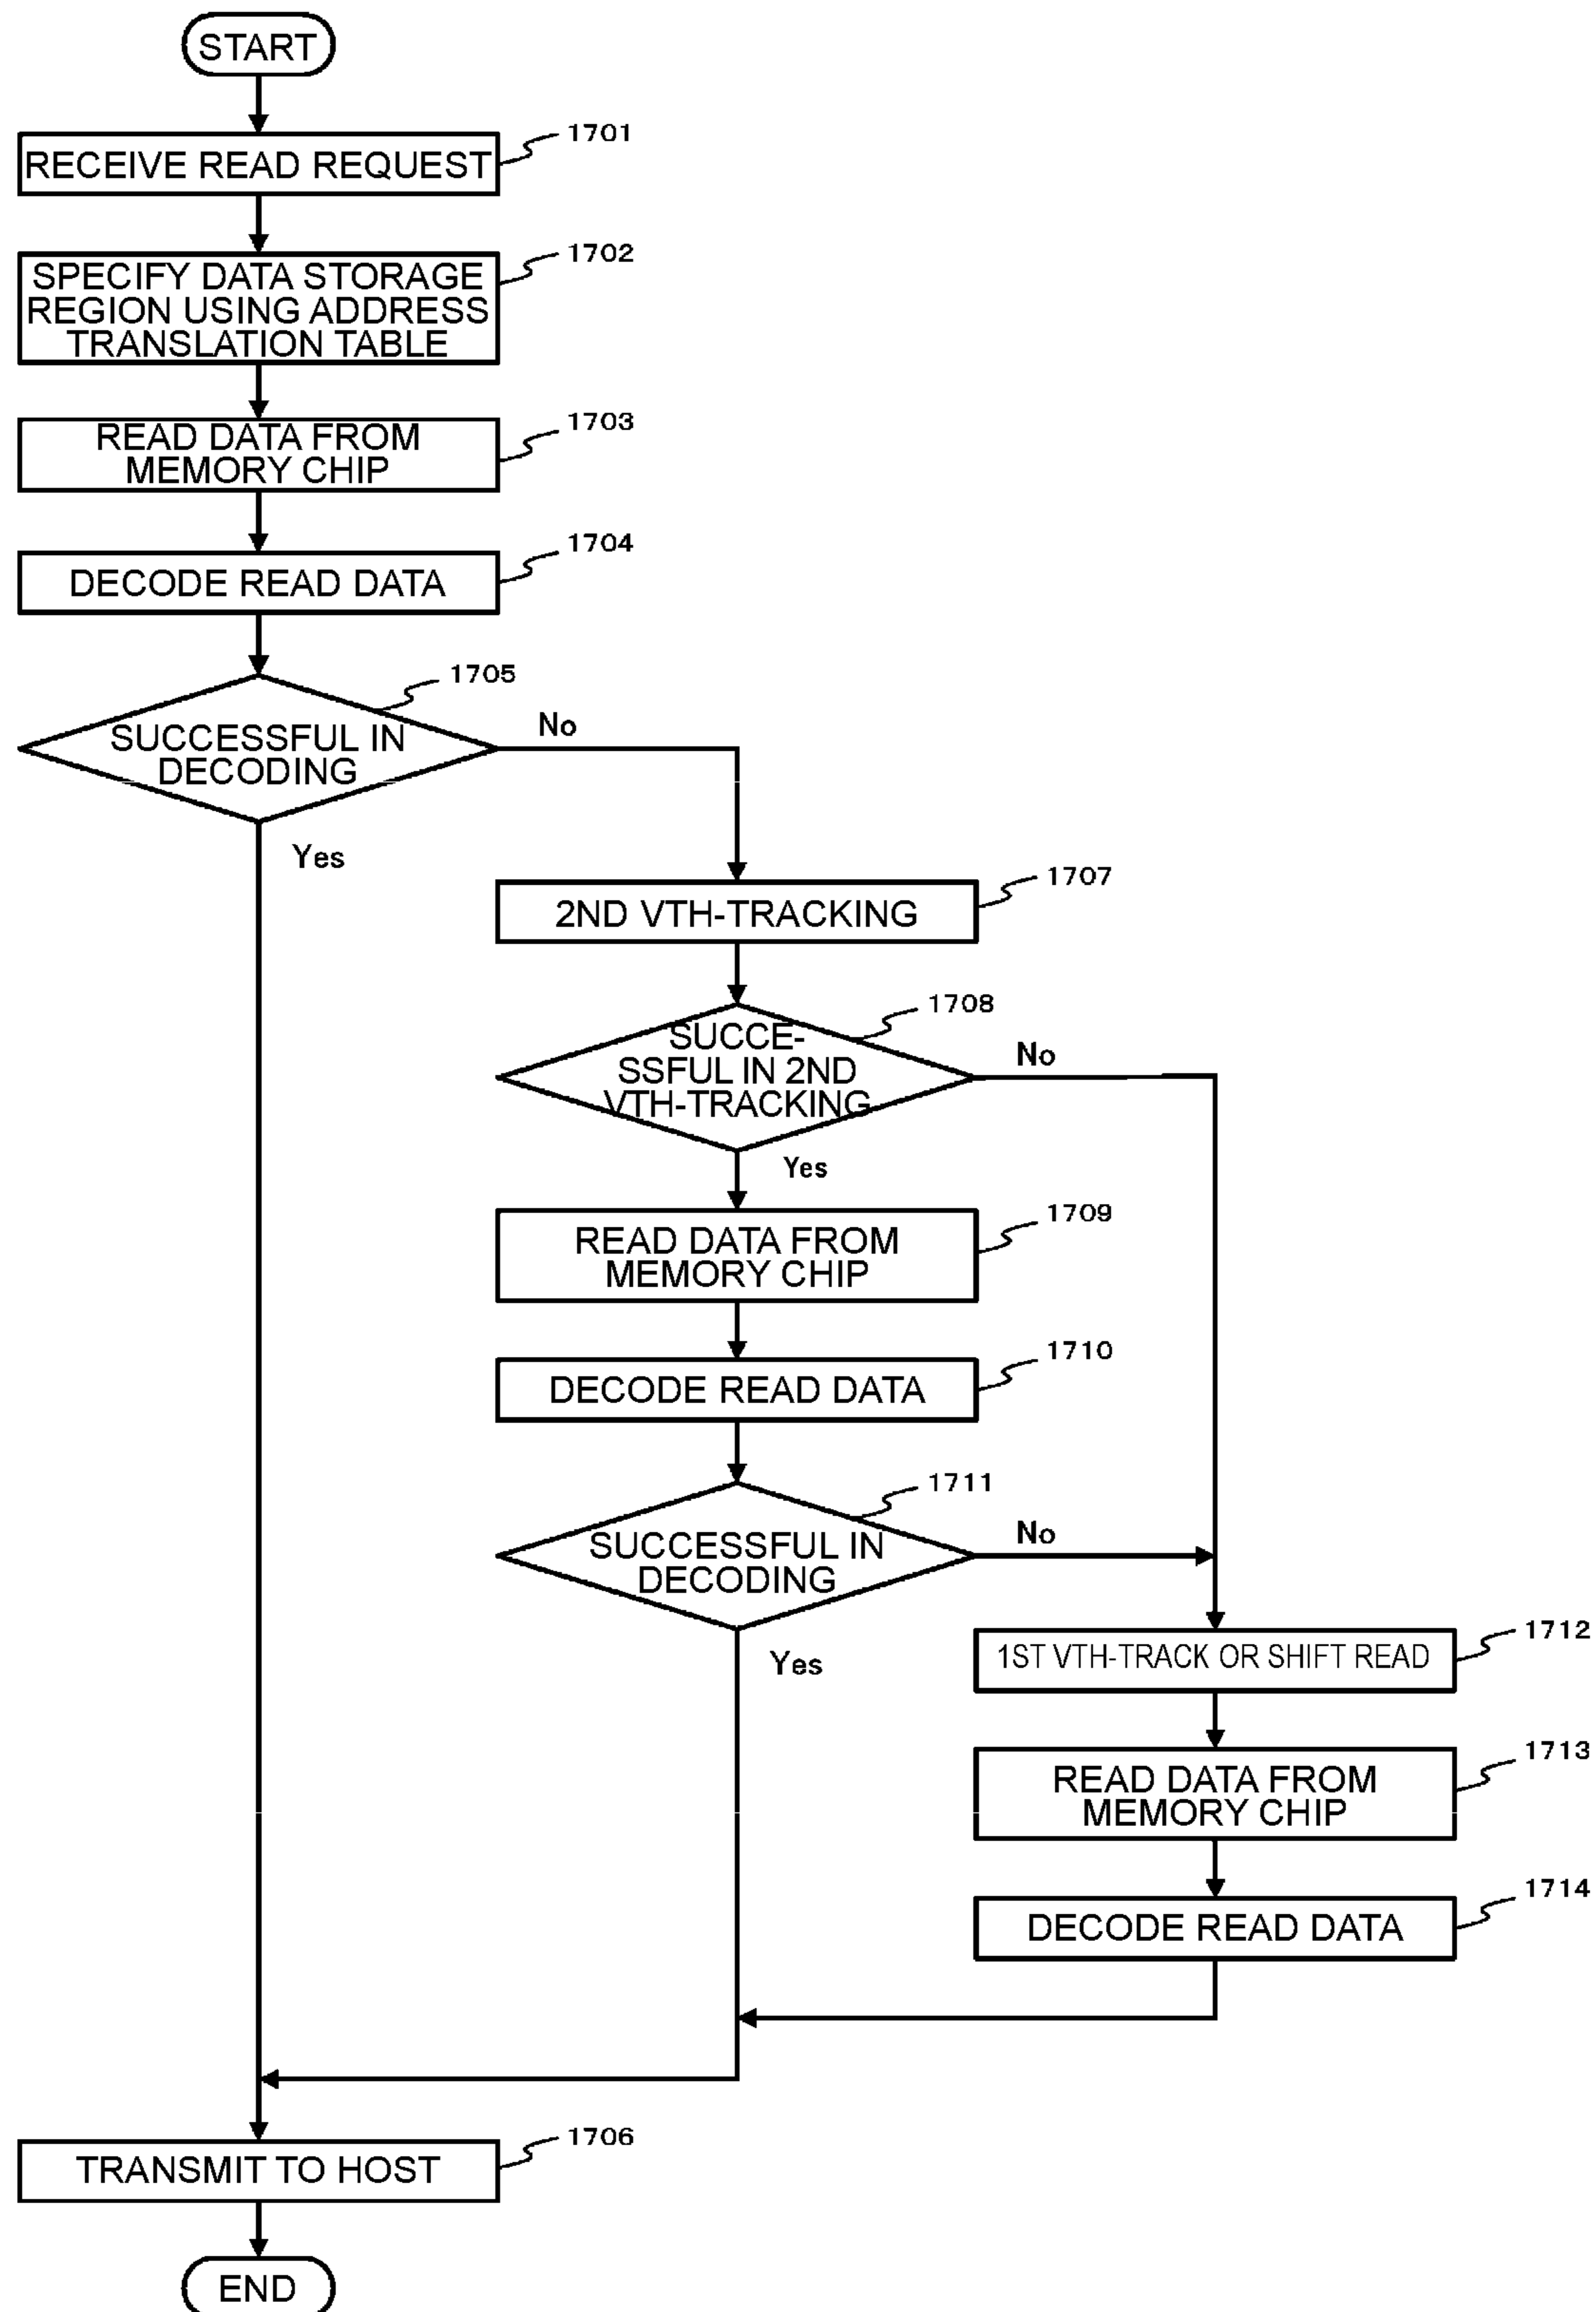 START
1701
RECEIVE READ REQUEST
1702
SPECIFY DATA STORAGE
REGION USING ADDRESS
TRANSLATION TABLE
1703
READ DATA FROM
MEMORY CHIP
1704
DECODE READ DATA
1705
SUCCESSFUL IN
DECODING
No
Yes
1707
2ND VTH-TRACKING
1708
SUCCE-
SSFUL IN 2ND
VTH-TRACKING
No
Yes
1709
READ DATA FROM
MEMORY CHIP
1710
DECODE READ DATA
1711
SUCCESSFUL IN
DECODING
No
Yes
1712
1ST VTH-TRACK OR SHIFT READ
1713
READ DATA FROM
MEMORY CHIP
1714
DECODE READ DATA
1706
TRANSMIT TO HOST
END